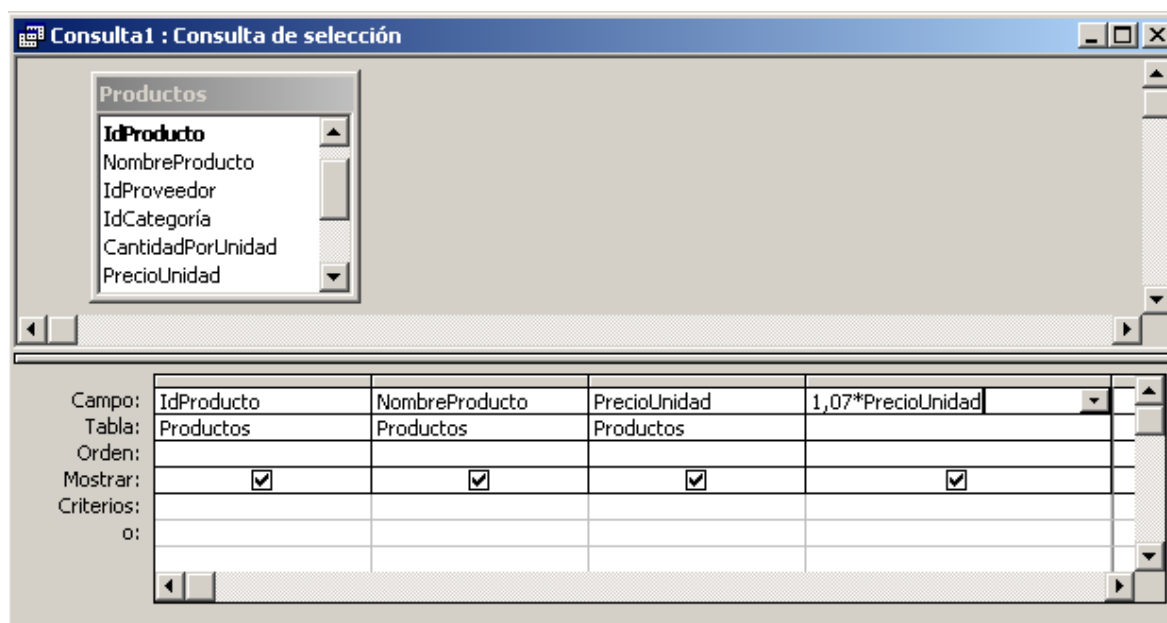 Consulta1 : Consulta de selección
Productos
IdProducto
NombreProducto
IdProveedor
IdCategoría
CantidadPorUnidad
PrecioUnidad
Campo: IdProducto NombreProducto PrecioUnidad 1,07*PrecioUnidad
Tabla: Productos Productos Productos
Orden:
Mostrar:
Criterios:
o: